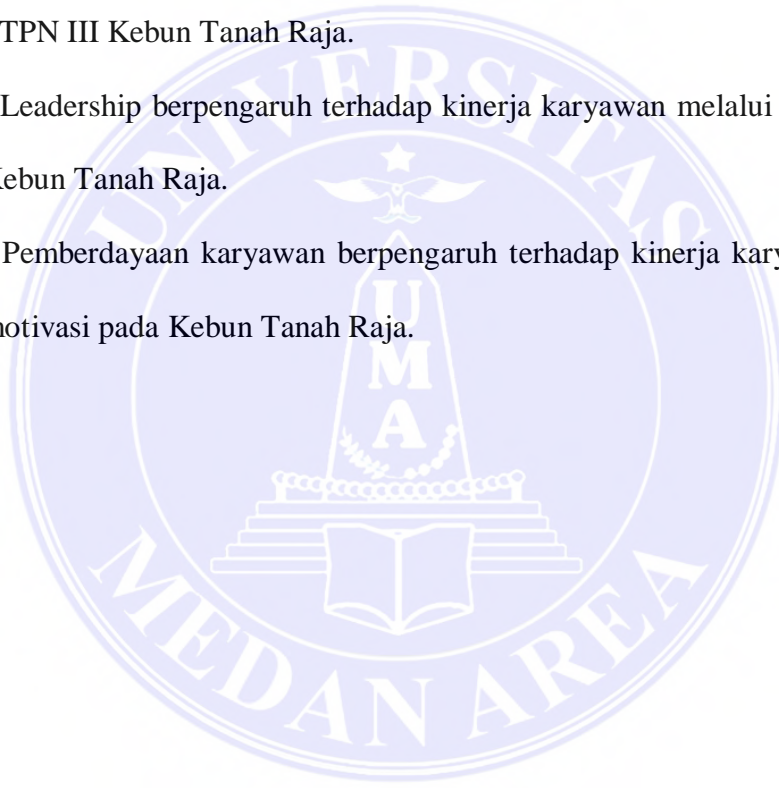 TPN III Kebun Tanah Raja.
Leadership berpengaruh terhadap kinerja karyawan melalui
Kebun Tanah Raja.
Pemberdayaan karyawan berpengaruh terhadap kinerja kary
motivasi pada Kebun Tanah Raja.
UNIVERSITAS
U
M
A
MEDAN AREA